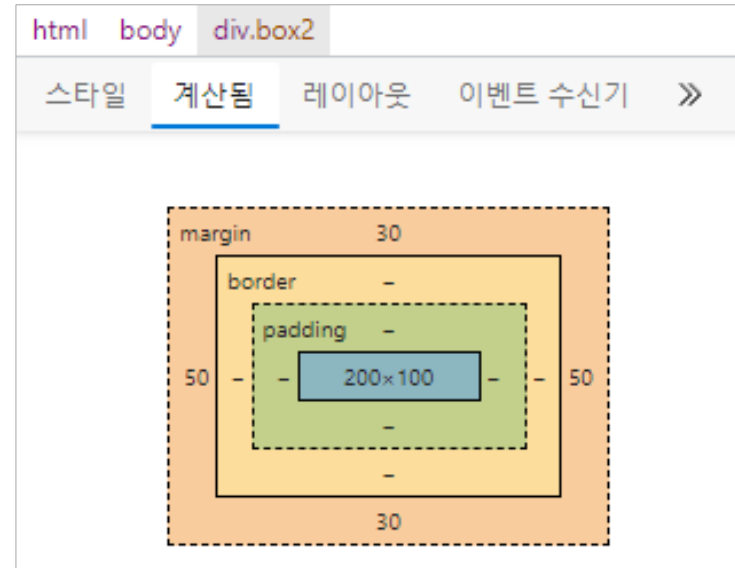 html body div.box2
스타일 계산됨 레이아웃 이벤트 수신기 »
margin 30
border –
padding –
50 – – 200×100 – – 50
–
–
30